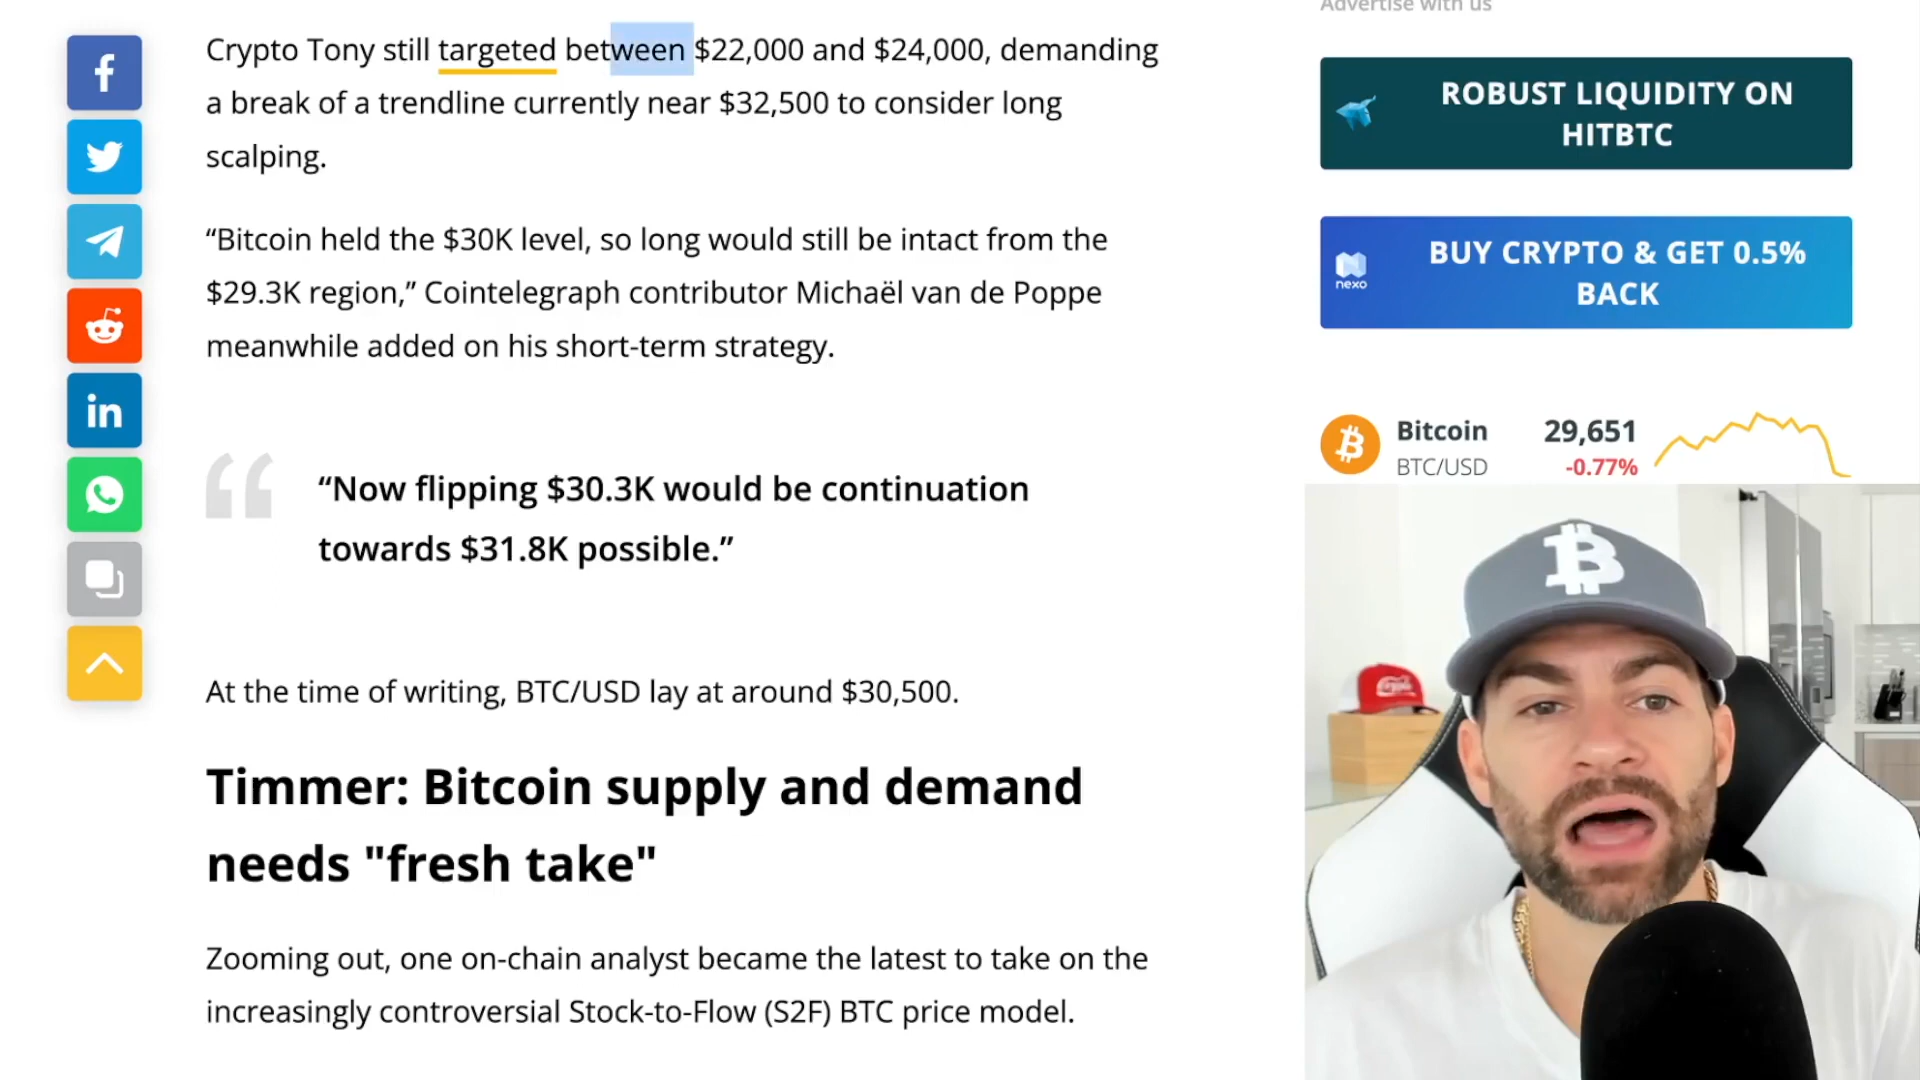 Advertise with us
Crypto Tony still targeted between $22,000 and $24,000, demanding
a break of a trendline currently near $32,500 to consider long
scalping.
“Bitcoin held the $30K level, so long would still be intact from the
$29.3K region,” Cointelegraph contributor Michaël van de Poppe
meanwhile added on his short-term strategy.
“Now flipping $30.3K would be continuation
towards $31.8K possible.”
At the time of writing, BTC/USD lay at around $30,500.
Timmer: Bitcoin supply and demand
needs "fresh take"
Zooming out, one on-chain analyst became the latest to take on the
increasingly controversial Stock-to-Flow (S2F) BTC price model.
ROBUST LIQUIDITY ON
HITBTC
nexo
BUY CRYPTO & GET 0.5%
BACK
Bitcoin 29,651
BTC/USD -0.77%